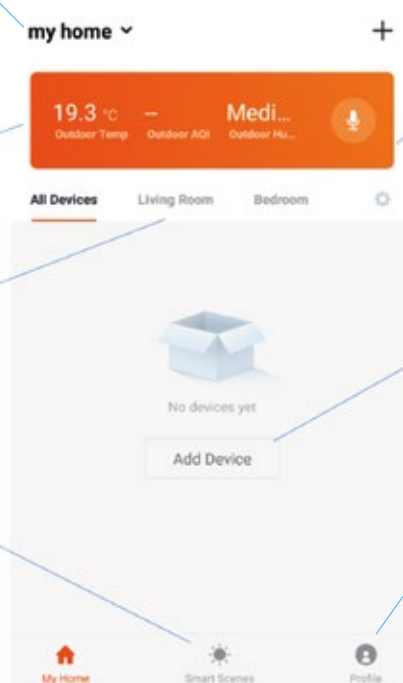 my home
19.3 °C -- Medi...
Outdoor Temp Outdoor AQI Outdoor Hu...
All Devices Living Room Bedroom
No devices yet
Add Device
My Home Smart Scenes Profile